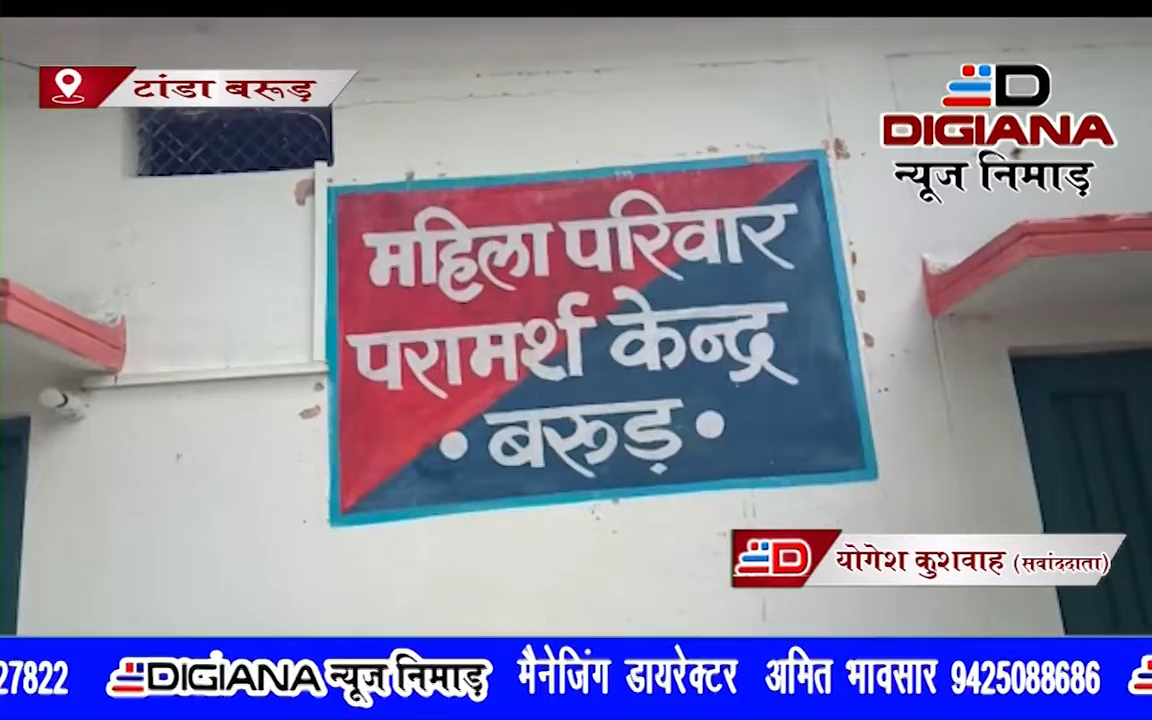 टांडा बरूड़
DIGIANA
न्यूज निमाड़
महिला परिवार
परामर्श केन्द्र
• बरूड़ •
योगेश कुशवाह (सवांददाता)
27822 DIGIANA न्यूज निमाड़ मैनेजिंग डायरेक्टर अमित भावसार 9425088686